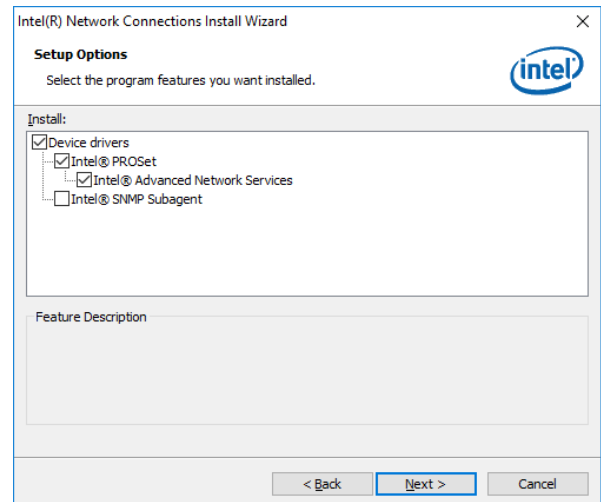 Intel(R) Network Connections Install Wizard
Setup Options
Select the program features you want installed.
intel
Install:
Device drivers
Intel® PROSet
Intel® Advanced Network Services
Intel® SNMP Subagent
Feature Description
< Back
Next >
Cancel